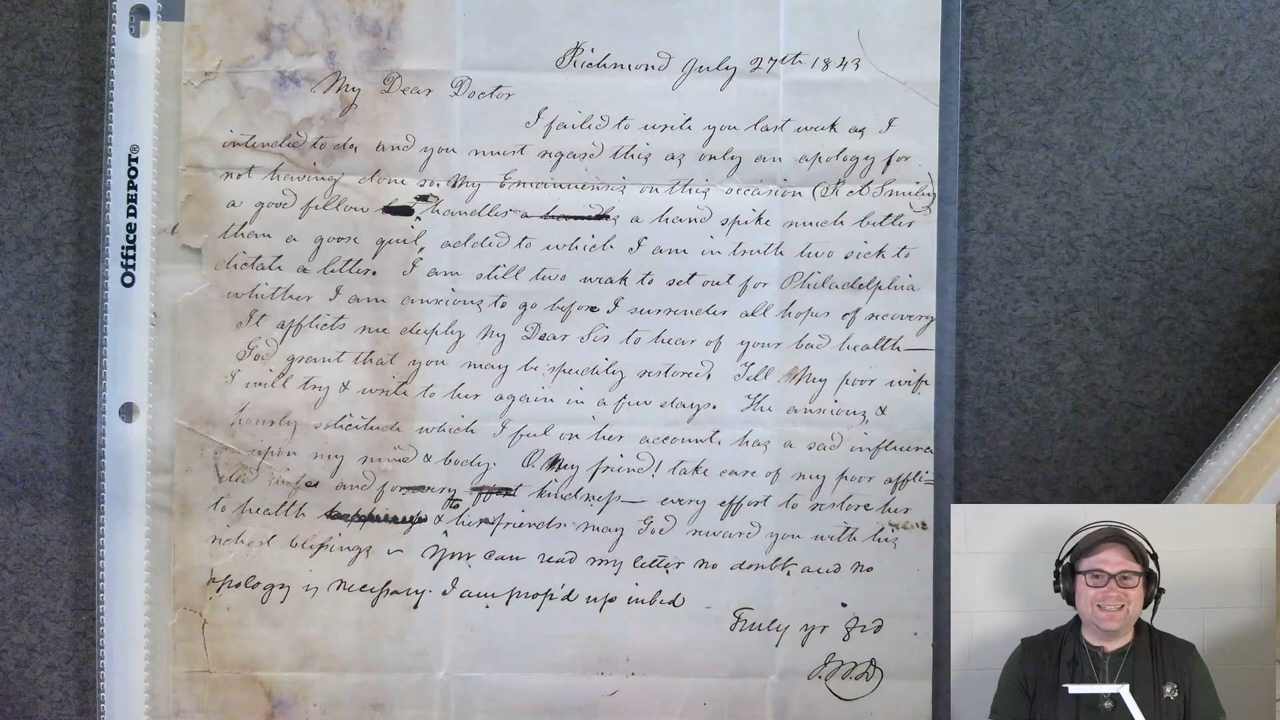 Office DEPOT®
Richmond July 27th 1843
My Dear Doctor
I failed to write you last week as I
intended to do, and you must regard this as only an apology for
not having done so. My Emanuensis on this occasion (R A Smiley)
a good fellow handles a hand spike much better
than a goose quil, added to which I am in truth two sick to
dictate a letter. I am still two weak to set out for Philadelphia
whither I am anxious to go before I surrender all hopes of recovery
It afflicts me deeply my Dear Sir to hear of your bad health—
God grant that you may be speedily restored. Tell My poor wife
I will try & write to her again in a few days. The anxious &
hourly solicitude which I feel on her account has a sad influence
upon my mind & body. O My friend! take care of my poor affli=
cted wife and for every kindness— every effort to restore her
to health & to her friends may God reward you with his
richest blessings You can read my letter no doubt, and no
apology is necessary. I am prop'd up in bed
Truly yr frd
J.W.D